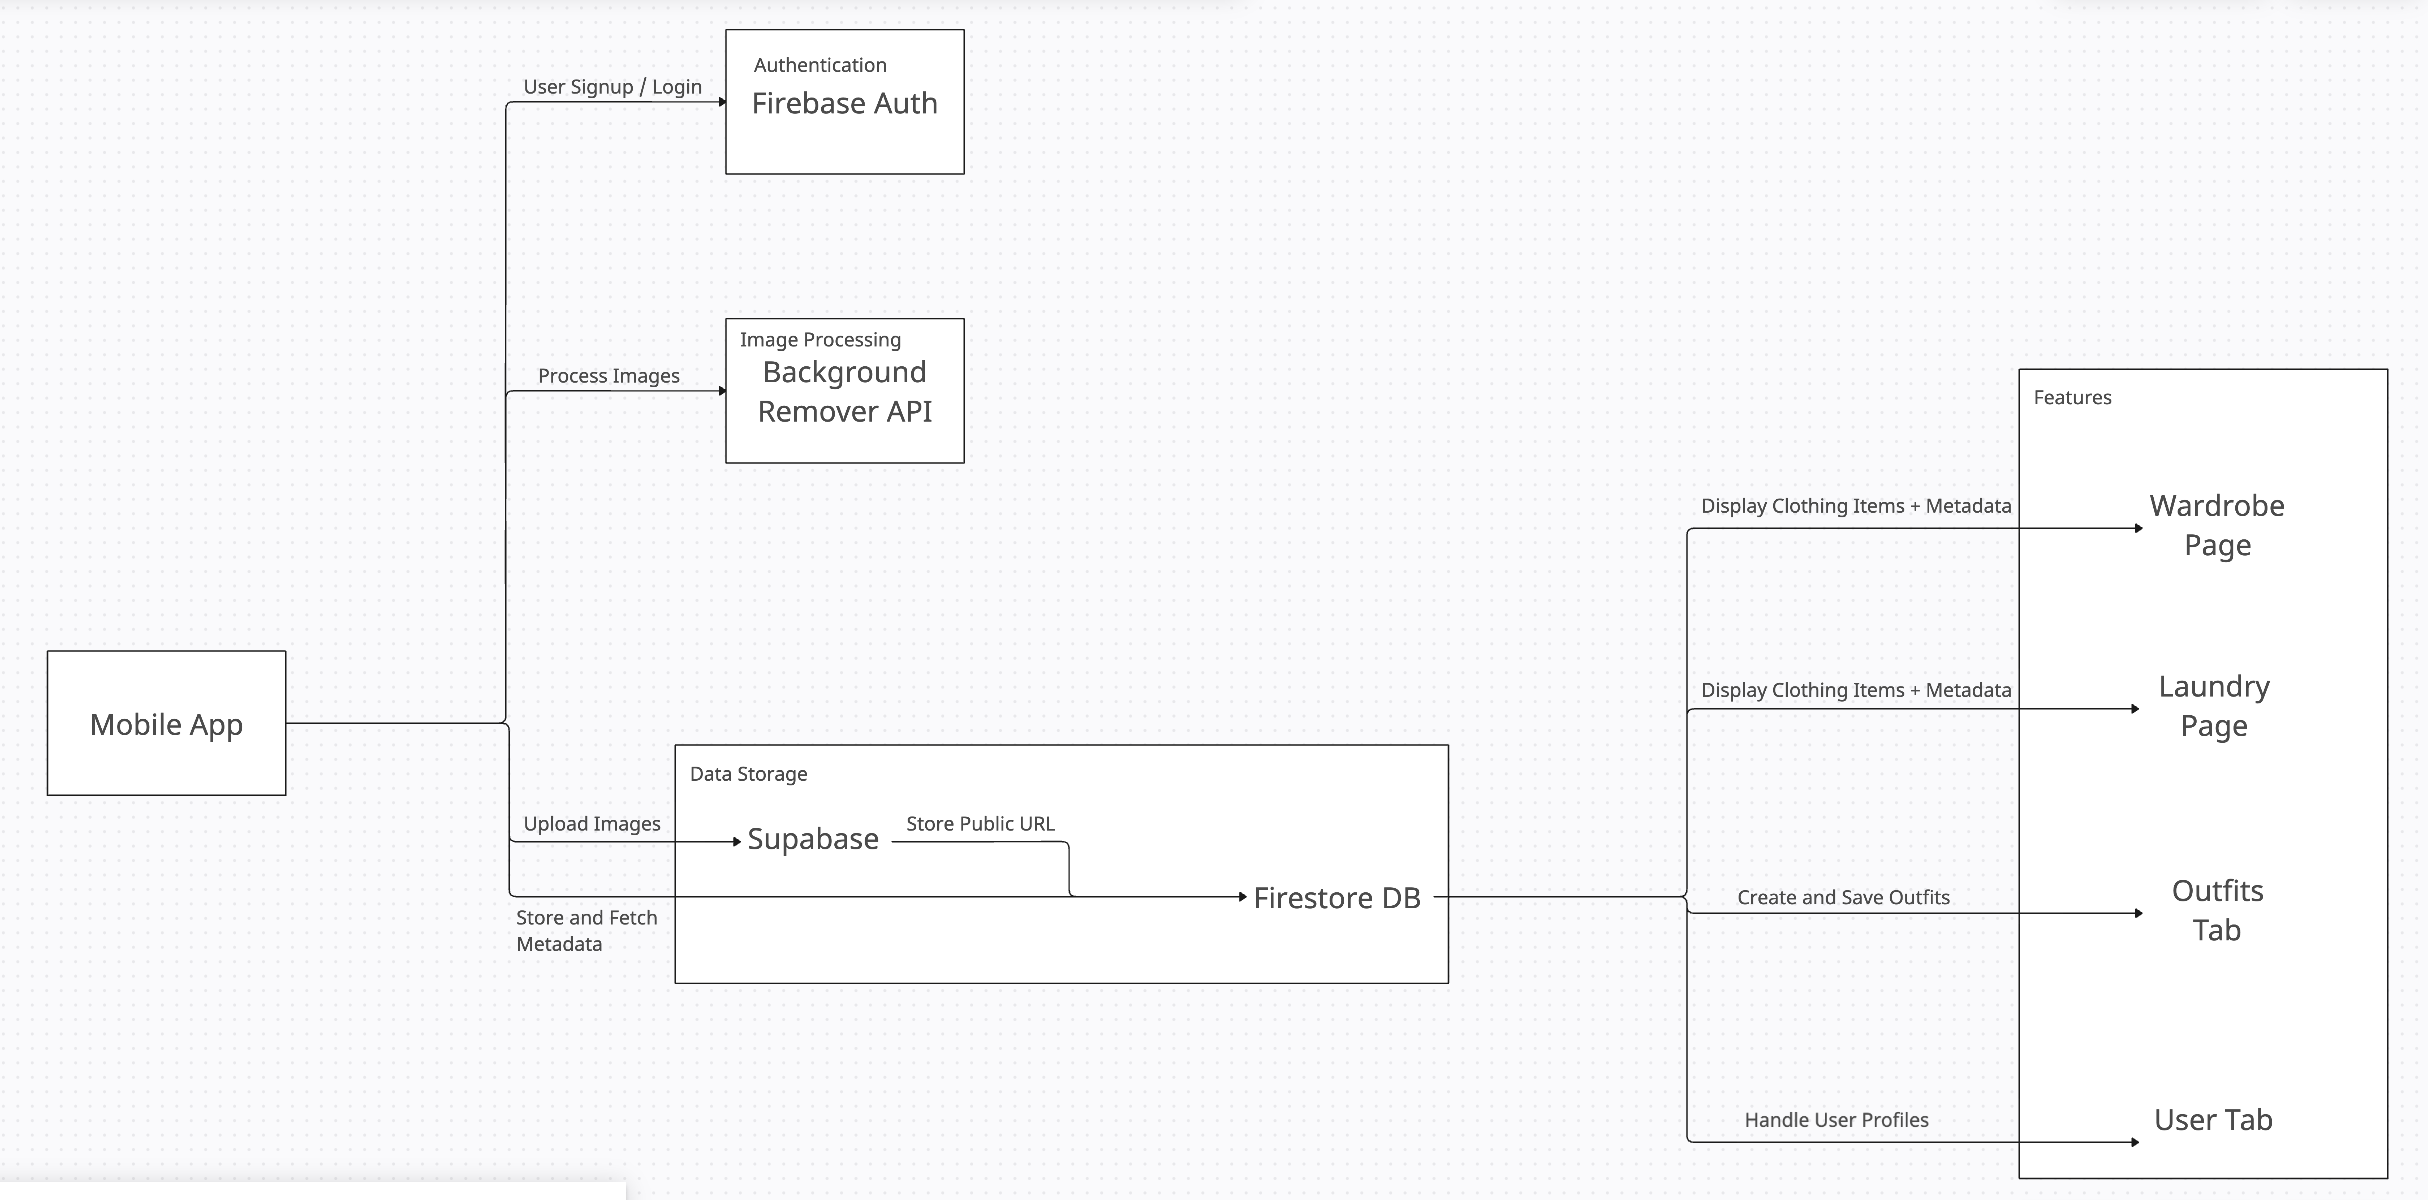 Authentication
Firebase Auth
User Signup / Login
Image Processing
Background
Remover API
Process Images
Mobile App
Data Storage
Upload Images
Supabase
Store Public URL
Firestore DB
Store and Fetch
Metadata
Features
Display Clothing Items + Metadata
Wardrobe
Page
Display Clothing Items + Metadata
Laundry
Page
Create and Save Outfits
Outfits
Tab
Handle User Profiles
User Tab